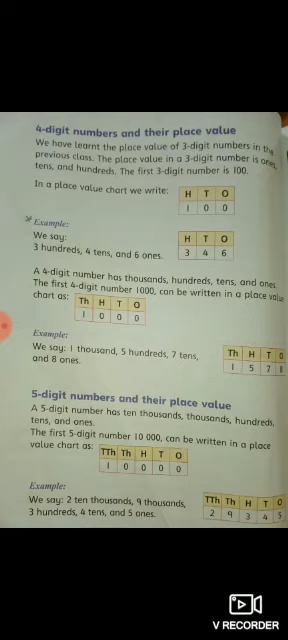 4-digit numbers and their place value
We have learnt the place value of 3-digit numbers in the
previous class. The place value in a 3-digit number is ones,
tens, and hundreds. The first 3-digit number is 100.
In a place value chart we write:
H T O
1 0 0
Example:
We say:
3 hundreds, 4 tens, and 6 ones.
H T O
3 4 6
A 4-digit number has thousands, hundreds, tens, and ones.
The first 4-digit number 1000, can be written in a place value
chart as:
Th H T O
1 0 0 0
Example:
We say: 1 thousand, 5 hundreds, 7 tens,
and 8 ones.
Th H T O
1 5 7 8
5-digit numbers and their place value
A 5-digit number has ten thousands, thousands, hundreds,
tens, and ones.
The first 5-digit number 10 000, can be written in a place
value chart as:
TTh Th H T O
1 0 0 0 0
Example:
We say: 2 ten thousands, 9 thousands,
3 hundreds, 4 tens, and 5 ones.
TTh Th H T O
2 9 3 4 5
V RECORDER